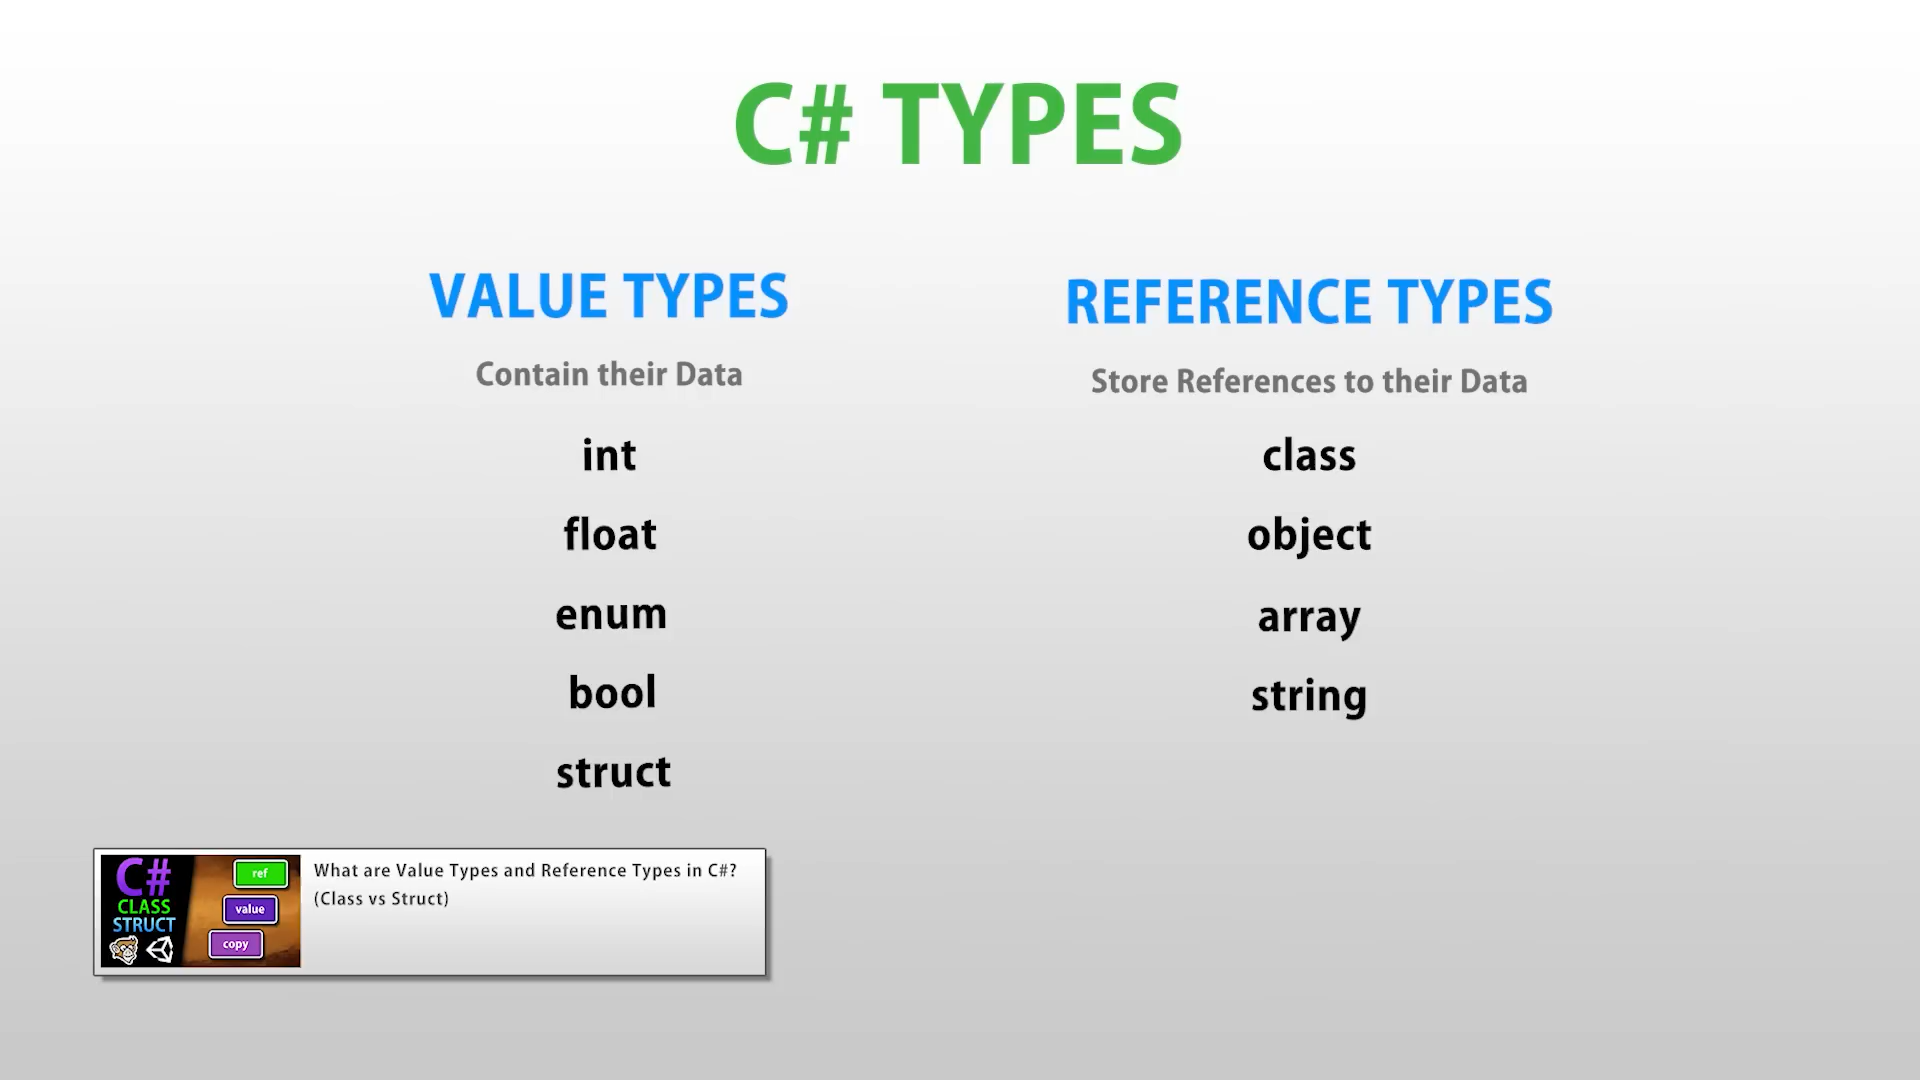 C# TYPES
VALUE TYPES
Contain their Data
int
float
enum
bool
struct
REFERENCE TYPES
Store References to their Data
class
object
array
string
C#
CLASS
STRUCT
ref
value
copy
What are Value Types and Reference Types in C#?
(Class vs Struct)